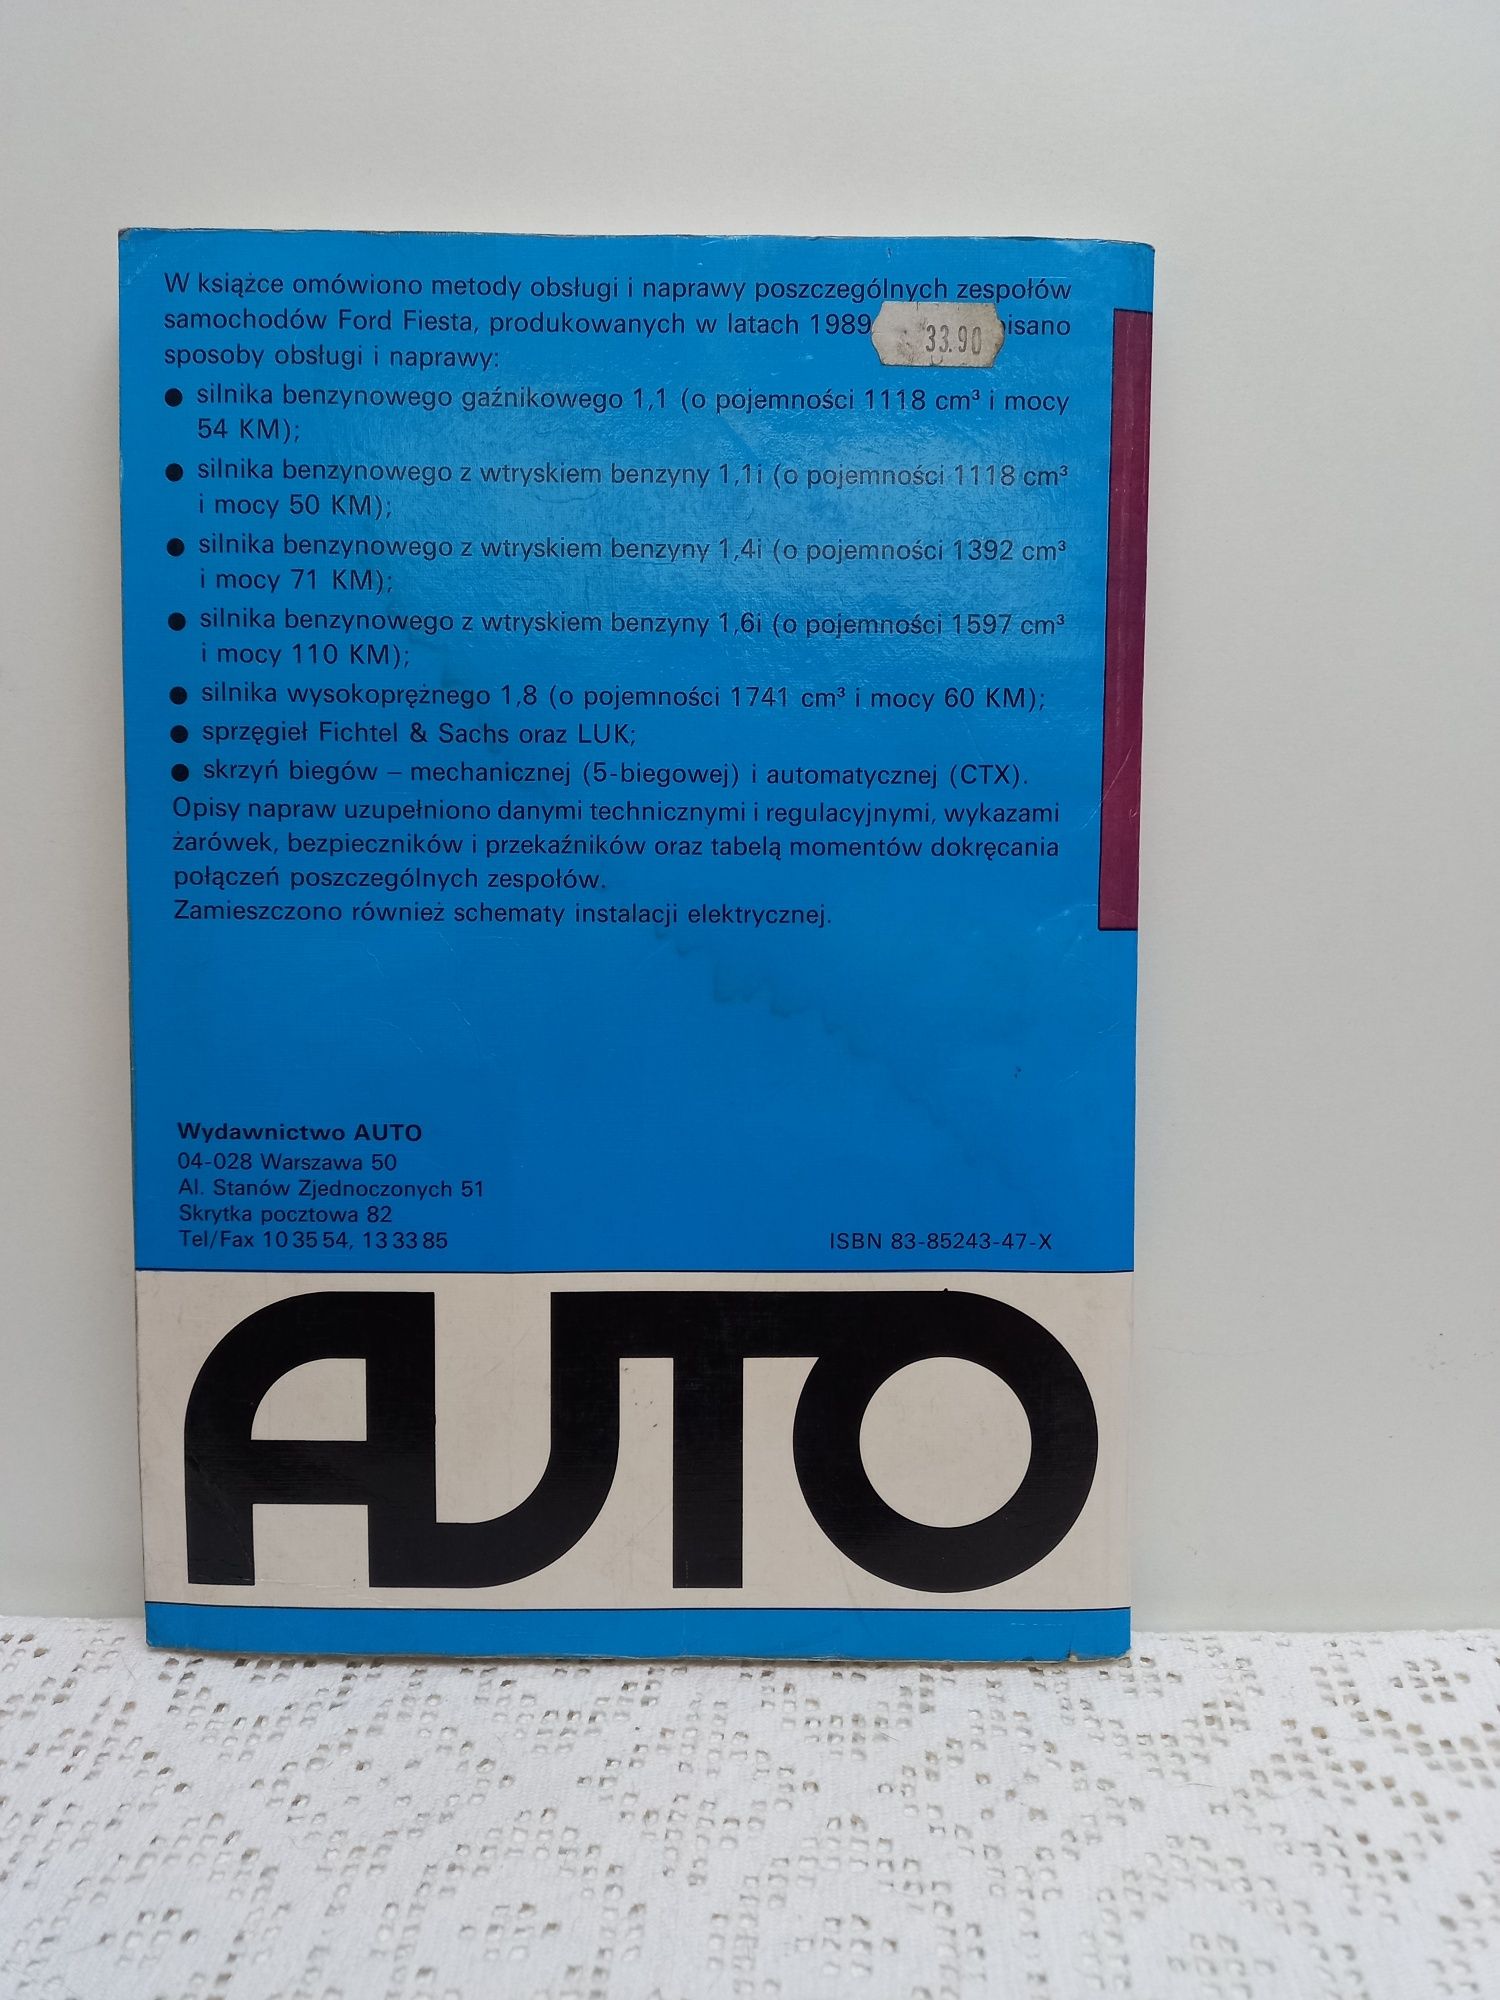 W książce omówiono metody obsługi i naprawy poszczególnych zespołów
samochodów Ford Fiesta, produkowanych w latach 1989
33.90
sposoby obsługi i naprawy:
● silnika benzynowego gaźnikowego 1,1 (o pojemności 1118 cm³ i mocy
54 KM);
● silnika benzynowego z wtryskiem benzyny 1,1i (o pojemności 1118 cm³
i mocy 50 KM);
● silnika benzynowego z wtryskiem benzyny 1,4i (o pojemności 1392 cm³
i mocy 71 KM);
● silnika benzynowego z wtryskiem benzyny 1,6i (o pojemności 1597 cm³
i mocy 110 KM);
● silnika wysokoprężnego 1,8 (o pojemności 1741 cm³ i mocy 60 KM);
● sprzęgieł Fichtel & Sachs oraz LUK;
● skrzyń biegów – mechanicznej (5-biegowej) i automatycznej (CTX).
Opisy napraw uzupełniono danymi technicznymi i regulacyjnymi, wykazami
żarówek, bezpieczników i przekaźników oraz tabelą momentów dokręcania
połączeń poszczególnych zespołów.
Zamieszczono również schematy instalacji elektrycznej.
Wydawnictwo AUTO
04-028 Warszawa 50
Al. Stanów Zjednoczonych 51
Skrytka pocztowa 82
Tel/Fax 10 35 54, 13 33 85
ISBN 83-85243-47-X
AUTO